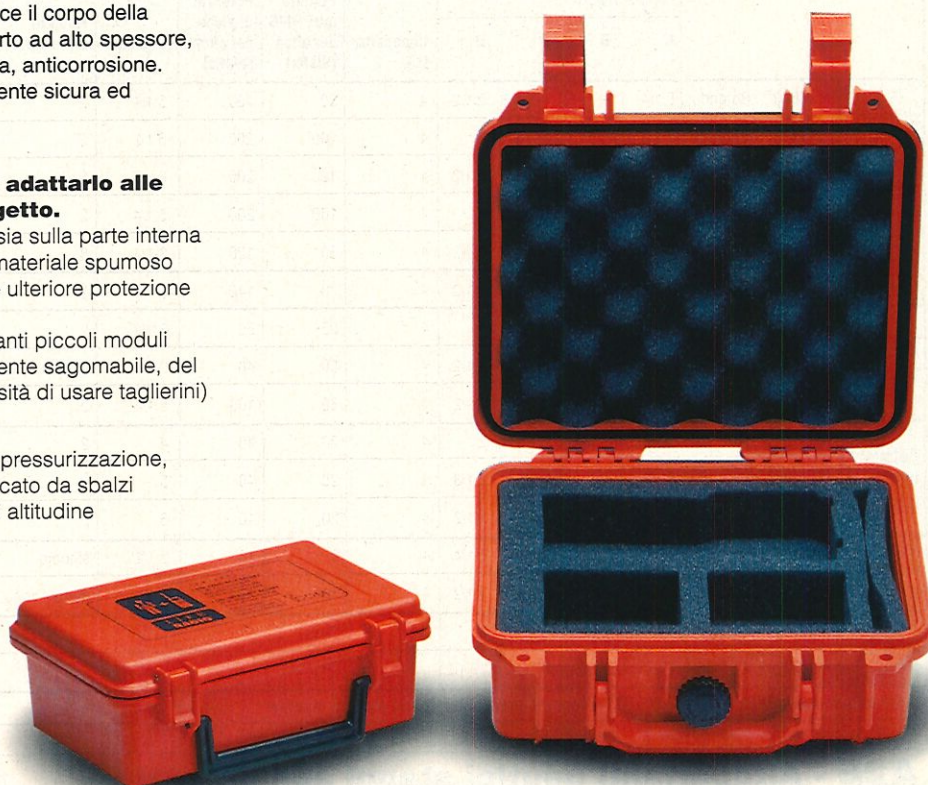 ce il corpo della
rto ad alto spessore,
a, anticorrosione.
ente sicura ed
adattarlo alle
getto.
sia sulla parte interna
materiale spumoso
e ulteriore protezione
anti piccoli moduli
ente sagomabile, del
sità di usare taglierini)
pressurizzazione,
cato da sbalzi
altitudine
RADIO